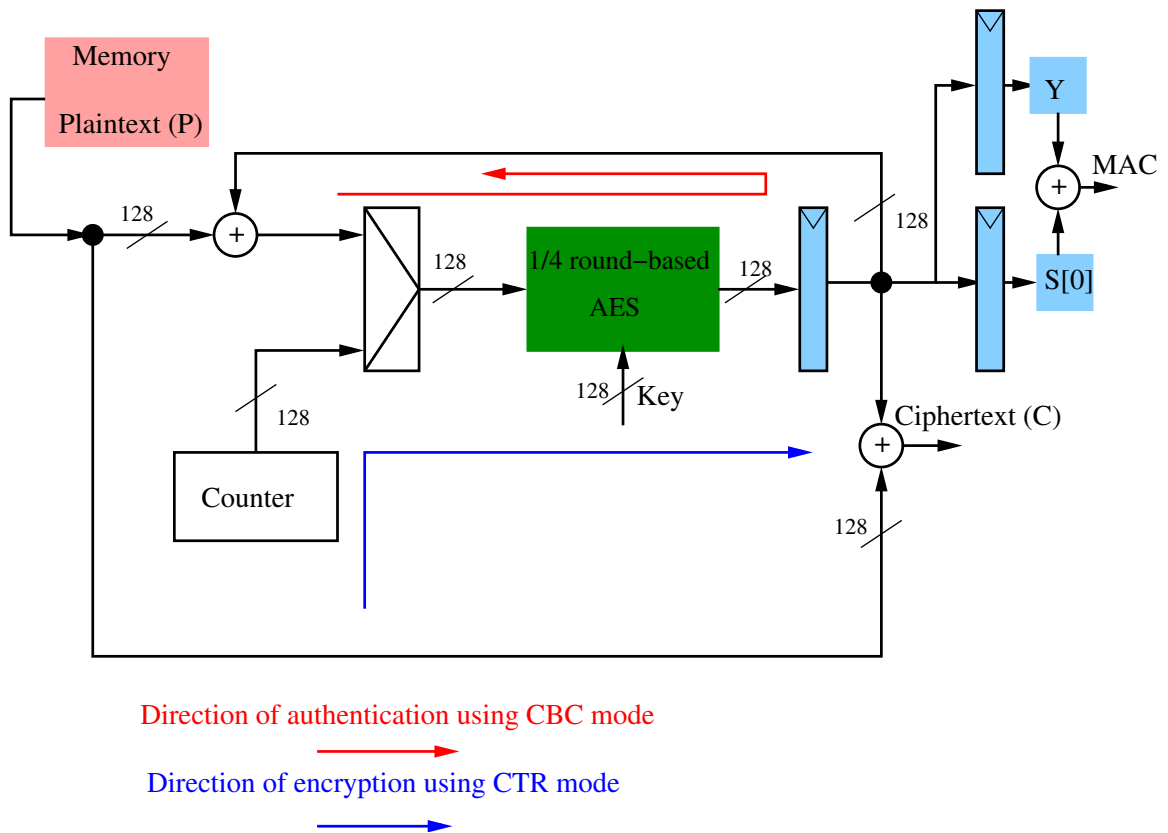 Memory
Plaintext (P)
Y
MAC
+
128
+
128
1/4 round−based
AES
128
128
S[0]
128
Key
128
Counter
Ciphertext (C)
+
128
Direction of authentication using CBC mode
Direction of encryption using CTR mode